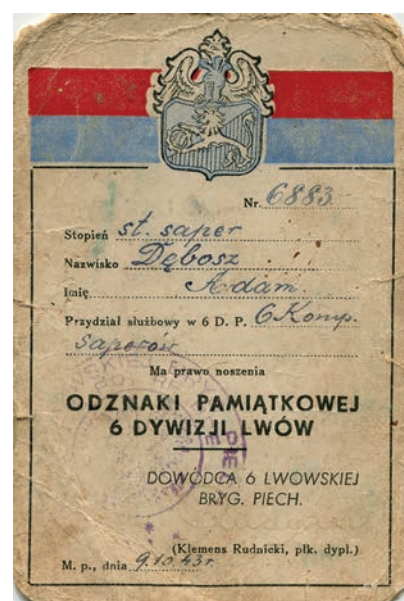 Nr. 6883
Stopień st. saper
Nazwisko Dębosz
Imię Adam
Przydział służbowy w 6 D. P. 6 Komp.
Saperów
Ma prawo noszenia
ODZNAKI PAMIĄTKOWEJ
6 DYWIZJI LWÓW
DOWÓDCA 6 LWOWSKIEJ
BRYG. PIECH.
(Klemens Rudnicki, płk. dypl.)
M. p., dnia 9.10.43r.